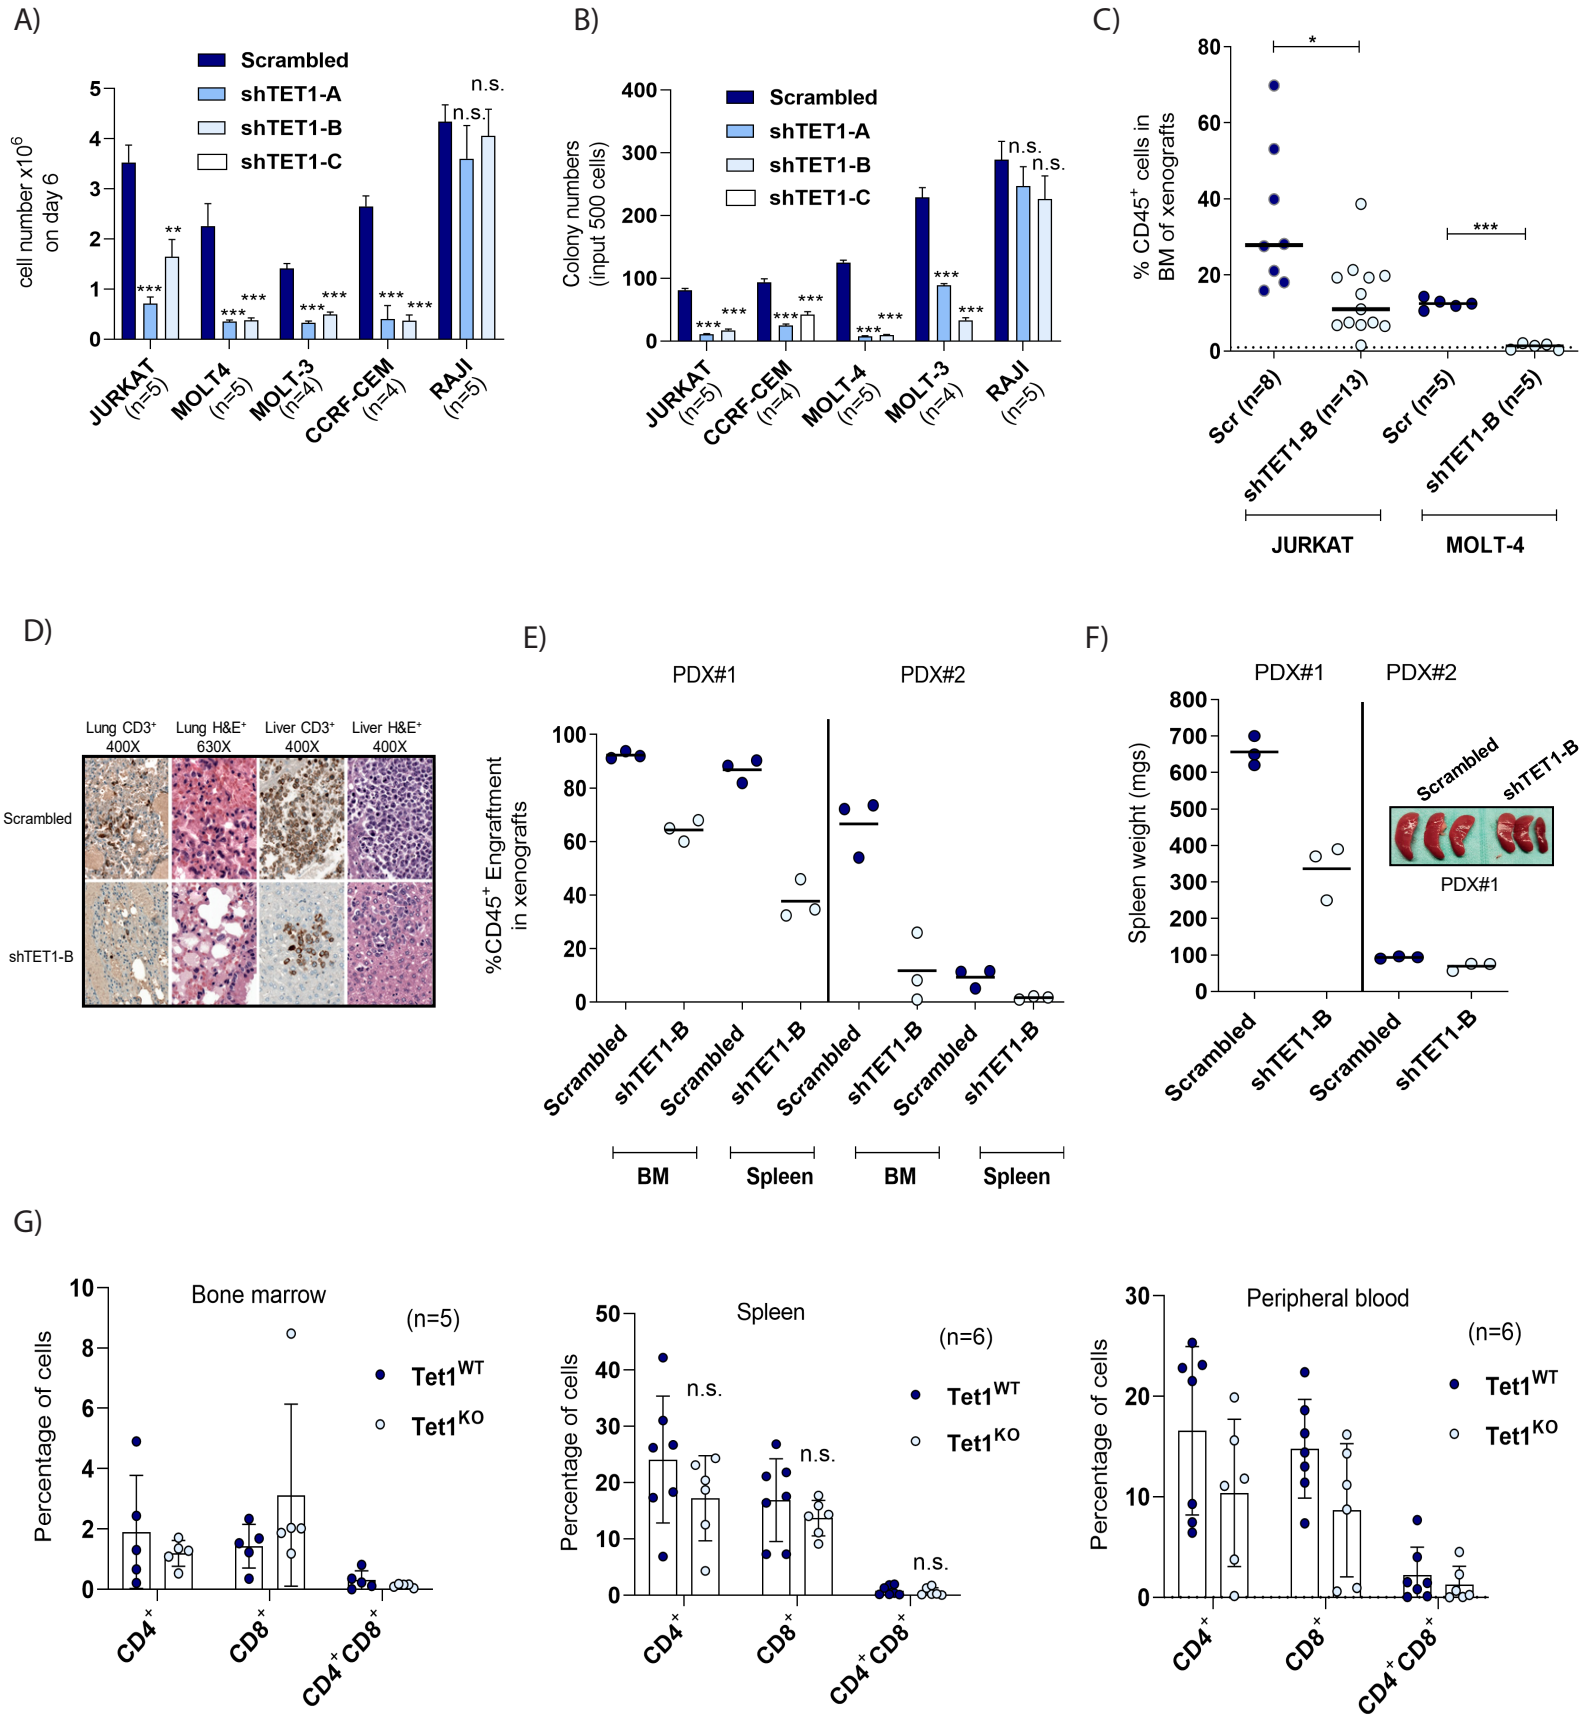 A)
Scrambled
shTET1-A
shTET1-B
shTET1-C
cell number x10⁶
on day 6
5
4
3
2
1
0
*** **
*** ***
*** ***
*** ***
n.s. n.s.
JURKAT
(n=5)
MOLT4
(n=5)
MOLT-3
(n=4)
CCRF-CEM
(n=4)
RAJI
(n=5)
B)
Scrambled
shTET1-A
shTET1-B
shTET1-C
Colony numbers
(input 500 cells)
400
300
200
100
0
*** ***
*** ***
*** ***
*** ***
n.s. n.s.
JURKAT
(n=5)
CCRF-CEM
(n=4)
MOLT-4
(n=5)
MOLT-3
(n=4)
RAJI
(n=5)
C)
% CD45⁺ cells in
BM of xenografts
80
60
40
20
0
*
***
Scr (n=8)
shTET1-B (n=13)
Scr (n=5)
shTET1-B (n=5)
JURKAT
MOLT-4
D)
Lung CD3⁺
400X
Lung H&E⁺
630X
Liver CD3⁺
400X
Liver H&E⁺
400X
Scrambled
shTET1-B
E)
PDX#1
PDX#2
%CD45⁺ Engraftment
in xenografts
100
80
60
40
20
0
Scrambled
shTET1-B
Scrambled
shTET1-B
Scrambled
shTET1-B
Scrambled
shTET1-B
BM
Spleen
BM
Spleen
F)
PDX#1
PDX#2
Spleen weight (mgs)
800
700
600
500
400
300
200
100
0
Scrambled
shTET1-B
PDX#1
Scrambled
shTET1-B
Scrambled
shTET1-B
G)
Bone marrow
(n=5)
Tet1ᵂᵀ
Tet1ᴷᴼ
Percentage of cells
10
8
6
4
2
0
CD4⁺
CD8⁺
CD4⁺CD8⁺
Spleen
(n=6)
Tet1ᵂᵀ
Tet1ᴷᴼ
Percentage of cells
50
40
30
20
10
0
n.s.
n.s.
n.s.
CD4⁺
CD8⁺
CD4⁺CD8⁺
Peripheral blood
(n=6)
Tet1ᵂᵀ
Tet1ᴷᴼ
Percentage of cells
30
20
10
0
CD4⁺
CD8⁺
CD4⁺CD8⁺